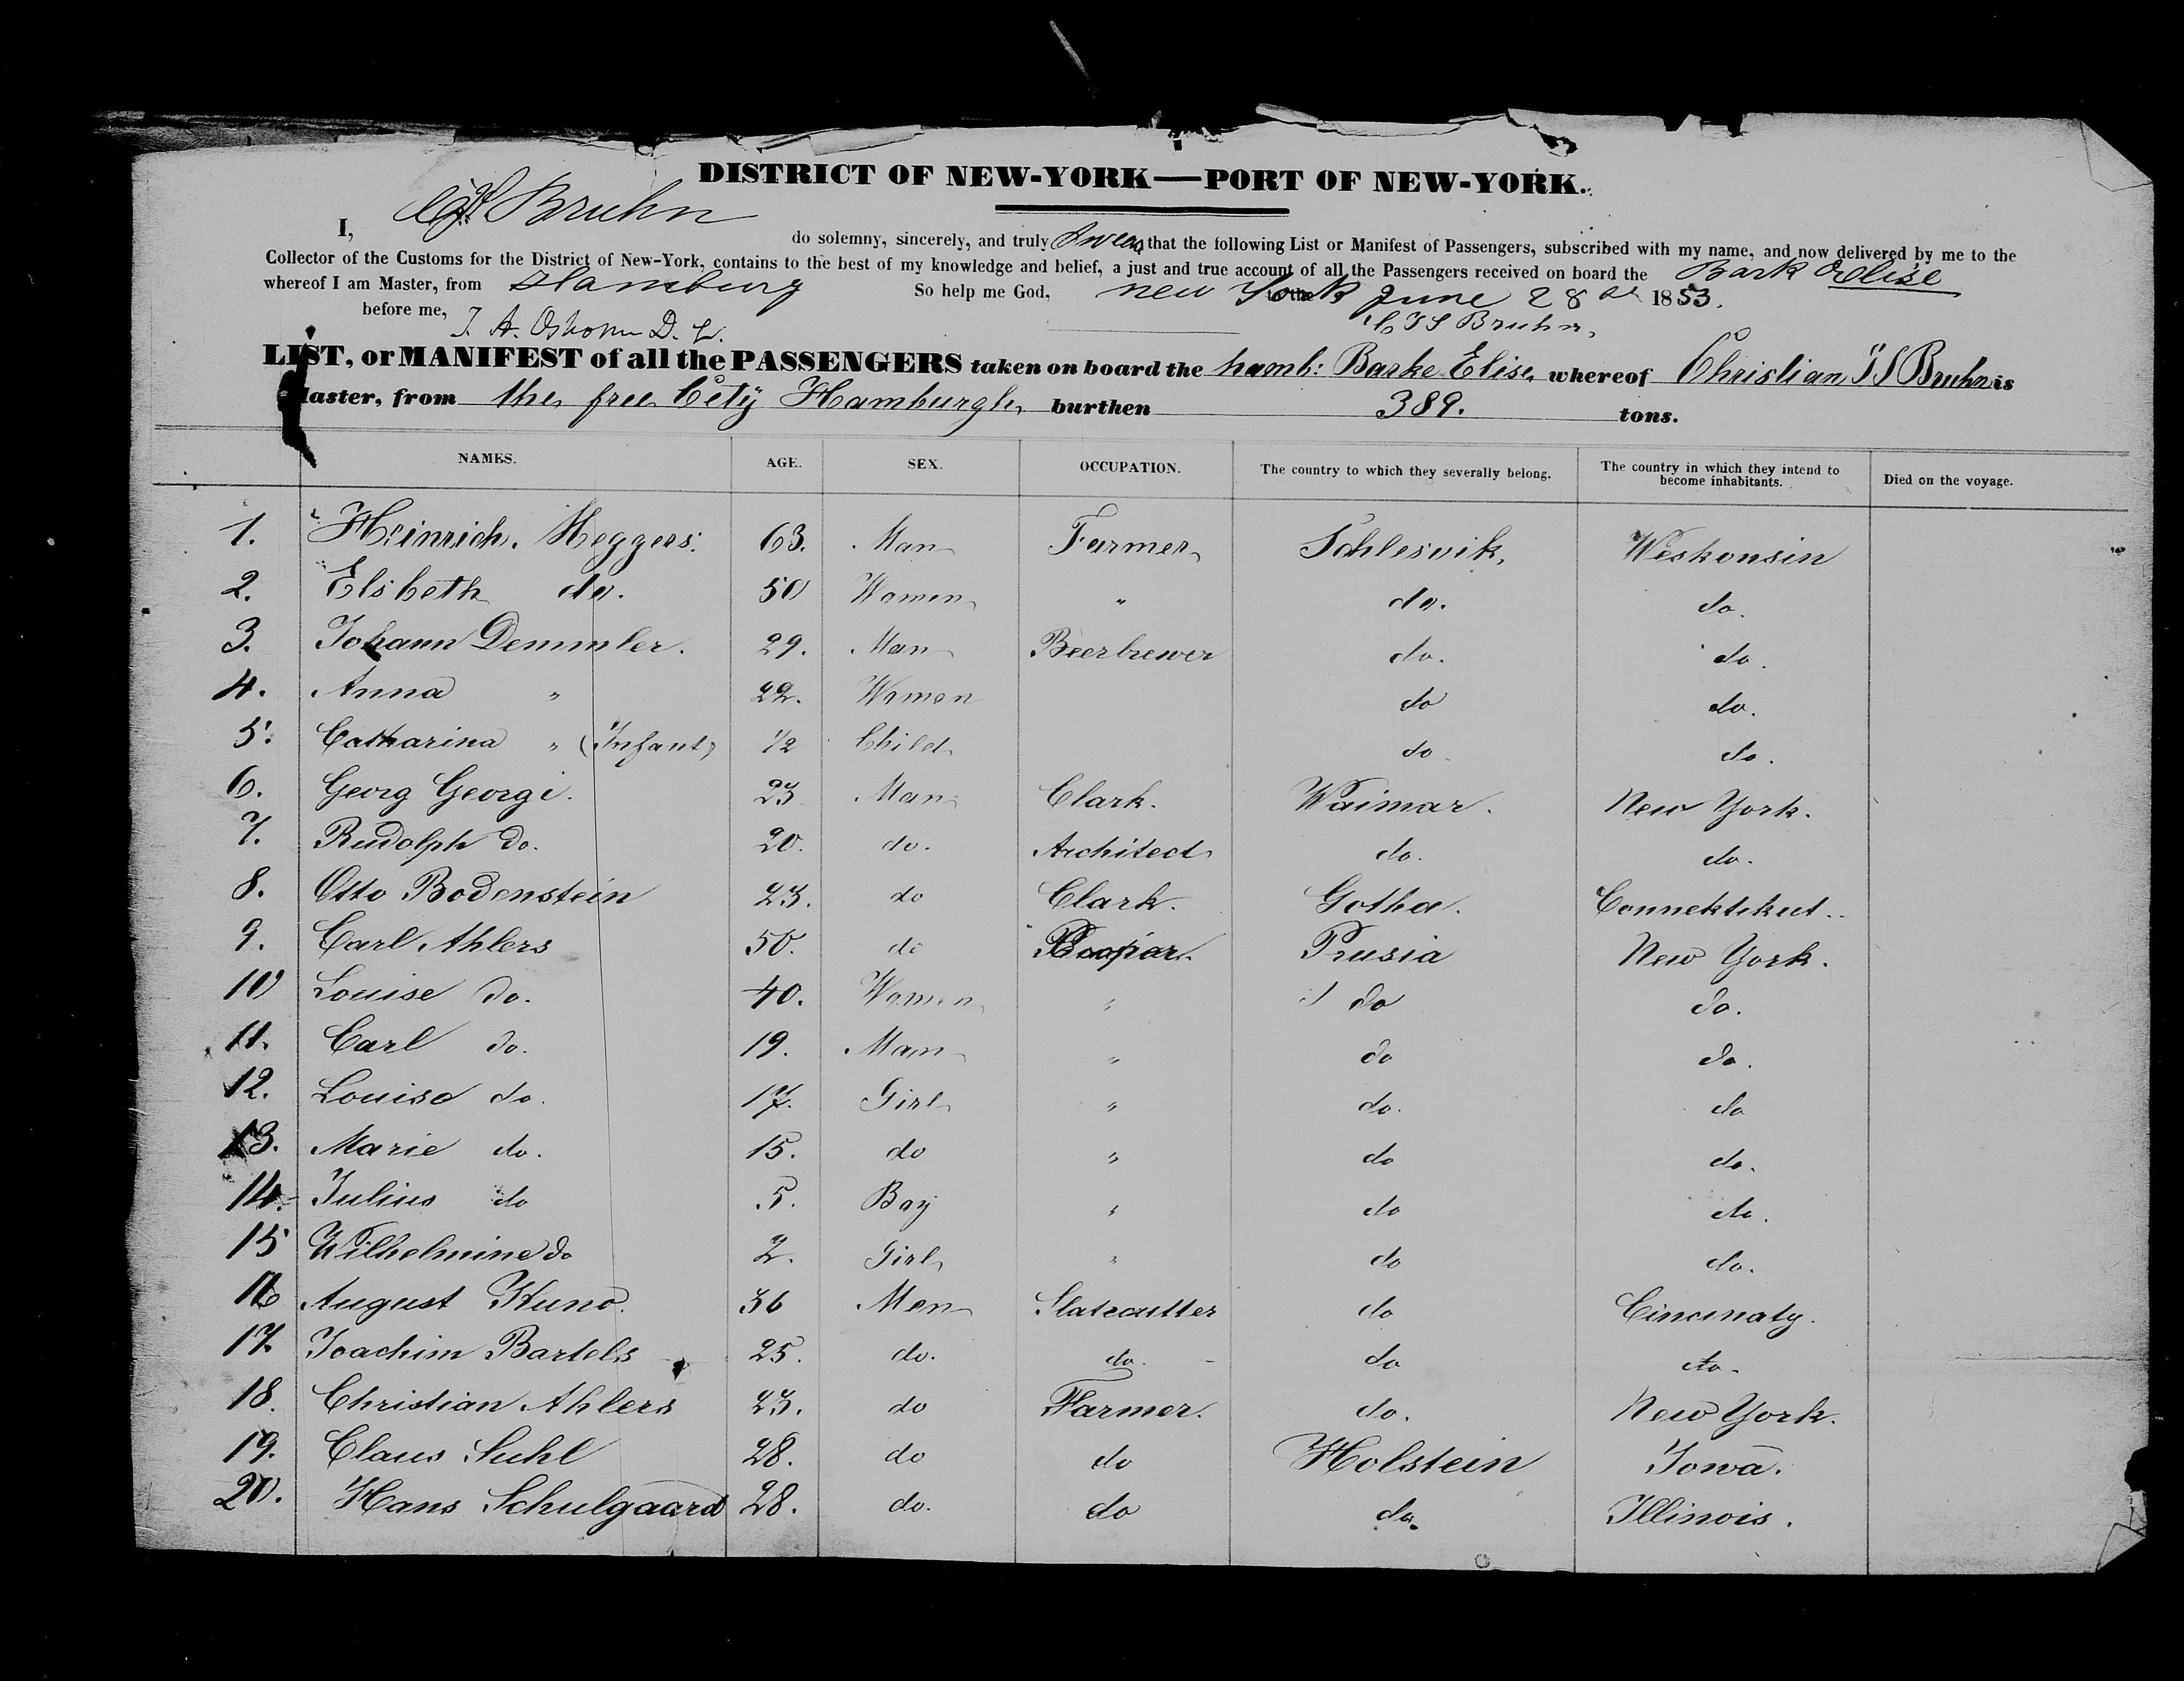 DISTRICT OF NEW-YORK—PORT OF NEW-YORK.
I, Bruhn do solemny, sincerely, and truly swear that the following List or Manifest of Passengers, subscribed with my name, and now delivered by me to the
Collector of the Customs for the District of New-York, contains to the best of my knowledge and belief, a just and true account of all the Passengers received on board the Bark Elise
whereof I am Master, from Hamburg So help me God, New York June 28 1853.
before me, J. A. Osborn D. C. Bruhn
LIST, or MANIFEST of all the PASSENGERS taken on board the hamb: Barke Elise, whereof Christian J S Bruhn is
Master, from the free City Hamburgh, burthen 389. tons.
NAMES. AGE. SEX. OCCUPATION. The country to which they severally belong. The country in which they intend to become inhabitants. Died on the voyage.
1. Heinrich Meggers. 63. Man Farmer Schlesvik, Weskonsin
2. Elsbeth do. 50 Women " do. do.
3. Johann Demmler. 29. Man Beerbrewer do. do.
4. Anna " 22. Women do do.
5. Catharina " (Infant) 1/2 Child do do.
6. Georg Georgi. 23 Man Clark. Waimar. New York.
7. Rudolph do. 20. do. Architect do. do.
8. Otto Bodenstein 23. do Clark. Gotha. Connektikut.
9. Carl Ahlers 50. do Prusia New York.
10 Louise do. 40. Women " do do.
11. Carl do. 19. Man " do do.
12. Louise do. 17. Girl " do. do
13. Marie do. 15. do " do do.
14. Julius do 5. Boy " do do.
15 Wilhelmine do 2. Girl " do do.
16 August Kuno. 36 Men Slatecutter do Cincinaty.
17. Joachim Bartels 25. do. do. do do.
18. Christian Ahlers 23. do Farmer. do. New York.
19. Claus Suhl 28. do do Holstein Iowa.
20. Hans Schulgaard 28. do. do do. Illinois.